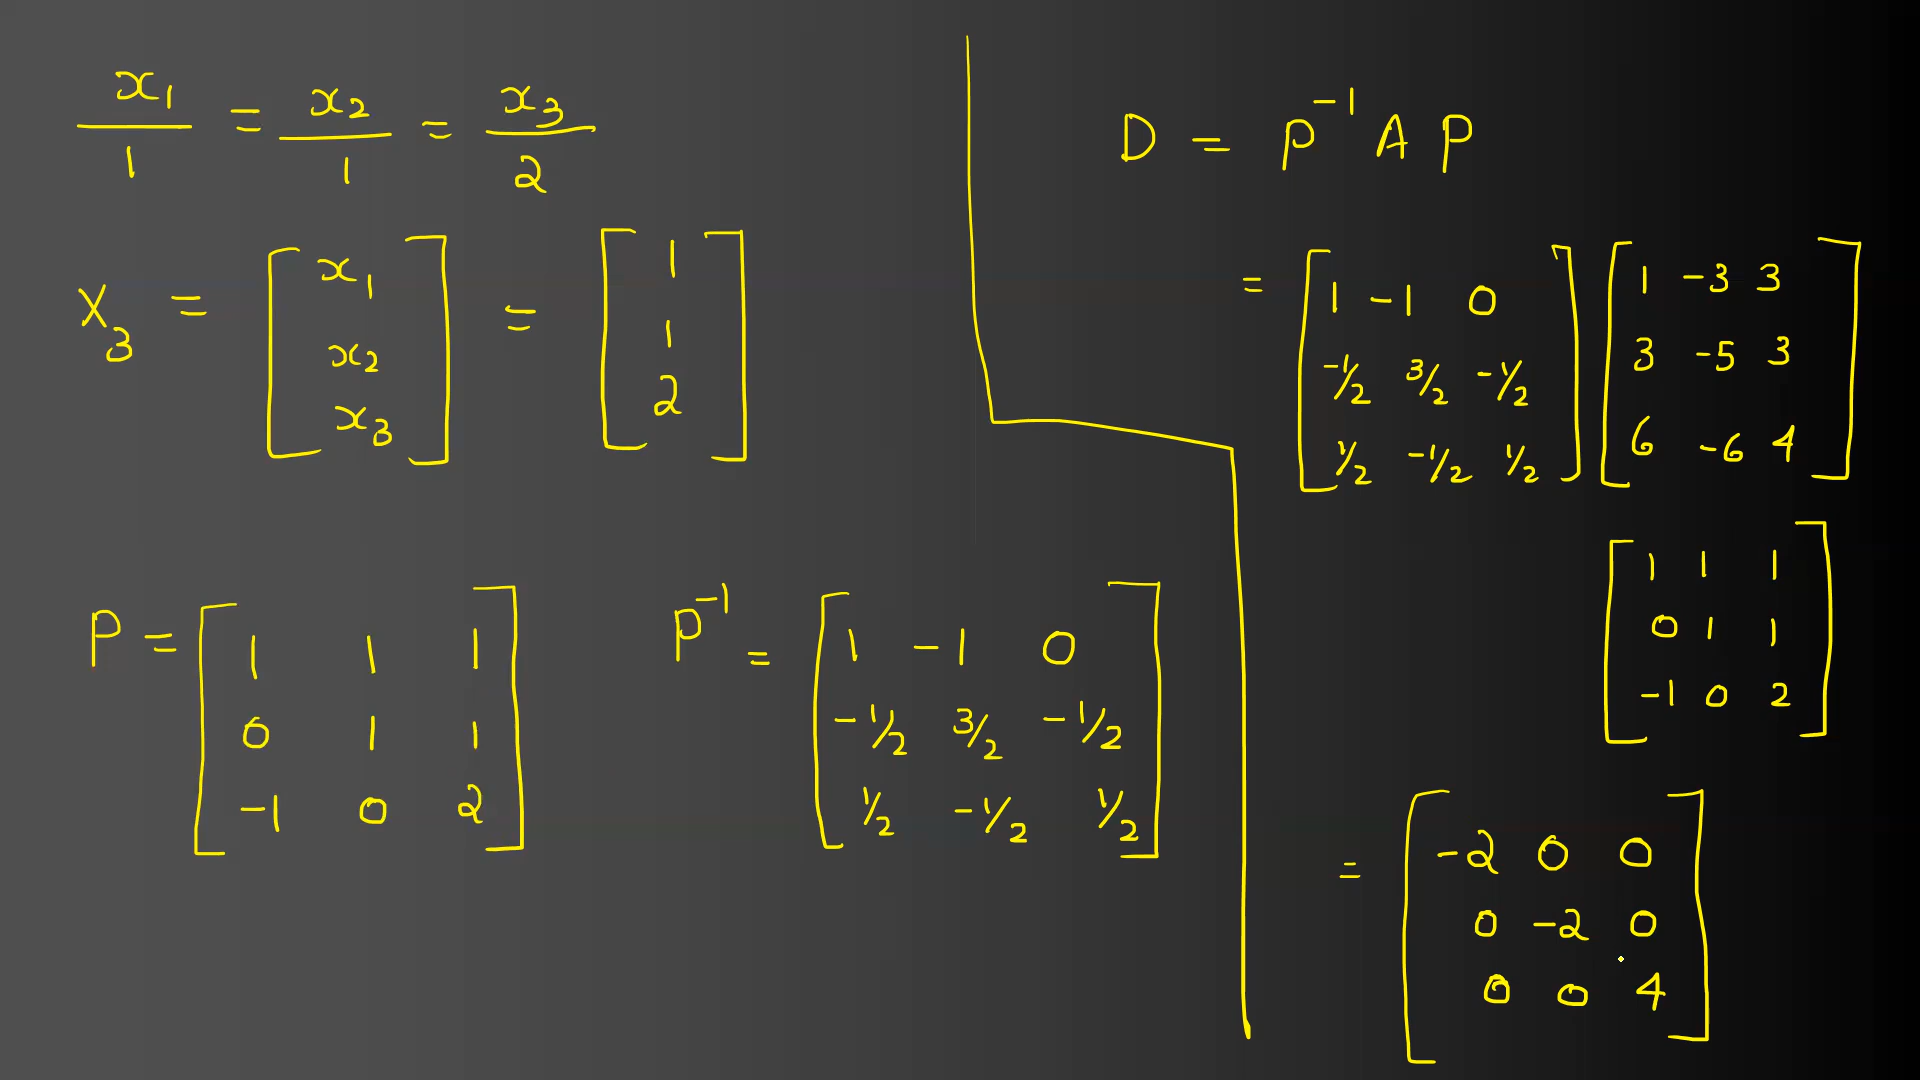 x₁/1 = x₂/1 = x₃/2
X₃ = [x₁ x₂ x₃] = [1 1 2]
P = [1 1 1
0 1 1
-1 0 2]
P⁻¹ = [1 -1 0
-1/2 3/2 -1/2
1/2 -1/2 1/2]
D = P⁻¹ A P
= [1 -1 0
-1/2 3/2 -1/2
1/2 -1/2 1/2]
[1 -3 3
3 -5 3
6 -6 4]
[1 1 1
0 1 1
-1 0 2]
= [-2 0 0
0 -2 0
0 0 4]